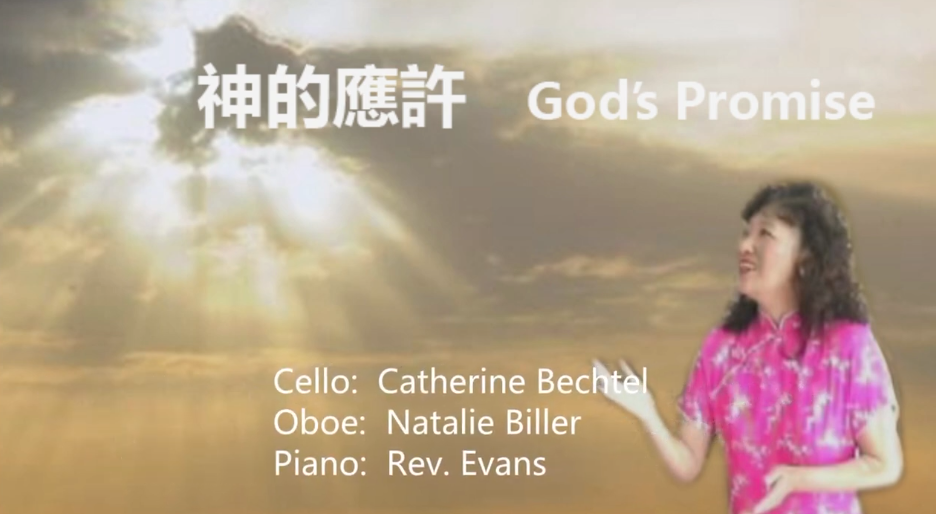 神的應許 God's Promise
Cello: Catherine Bechtel
Oboe: Natalie Biller
Piano: Rev. Evans